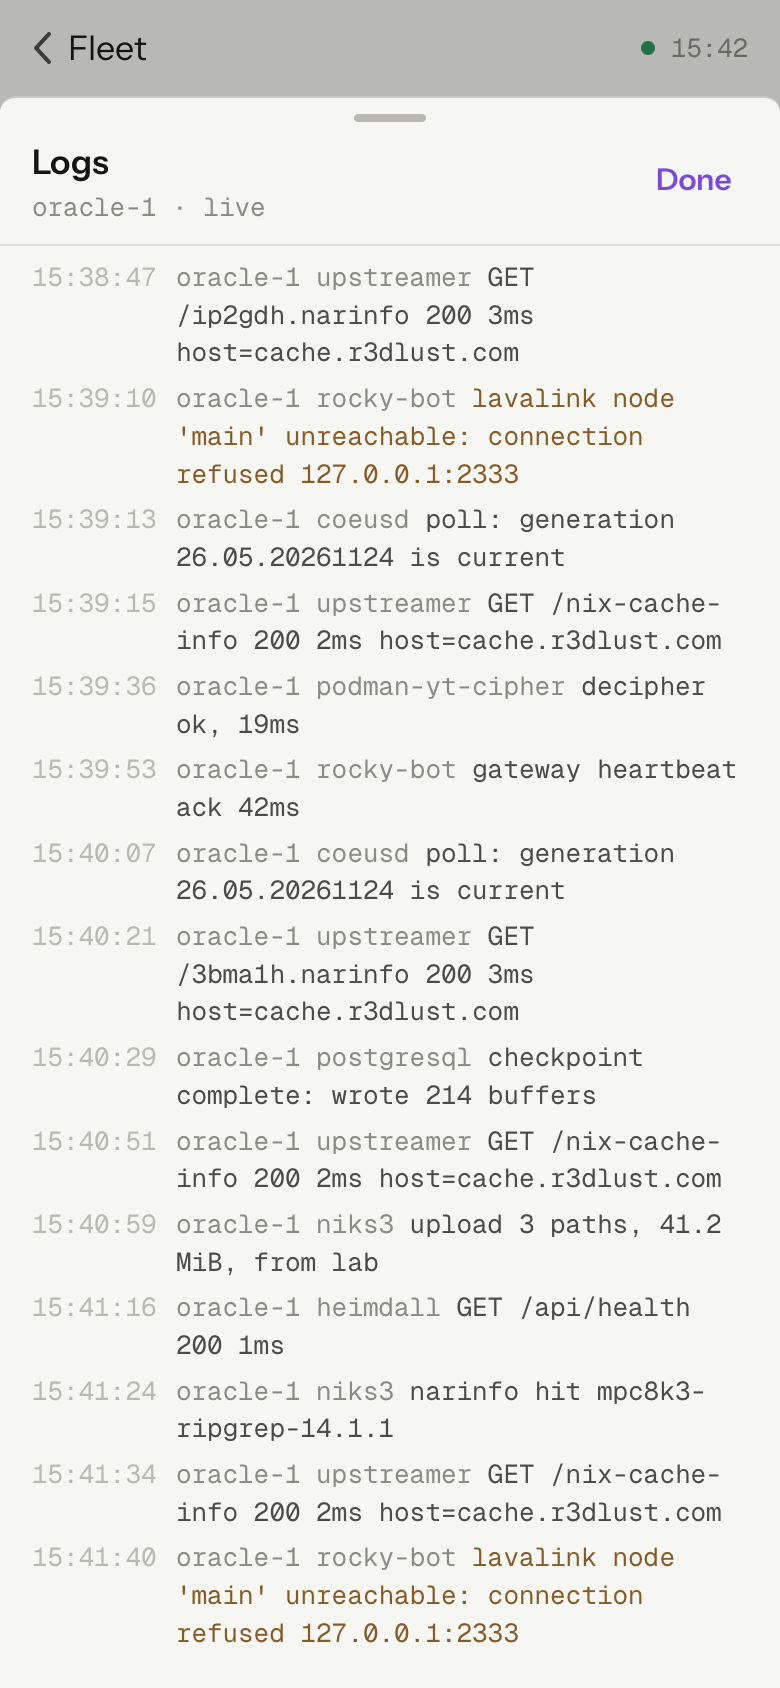 Fleet
15:42
Logs
Done
oracle-1 · live
15:38:47 oracle-1 upstreamer GET
/ip2gdh.narinfo 200 3ms
host=cache.r3dlust.com
15:39:10 oracle-1 rocky-bot lavalink node
'main' unreachable: connection
refused 127.0.0.1:2333
15:39:13 oracle-1 coeusd poll: generation
26.05.20261124 is current
15:39:15 oracle-1 upstreamer GET /nix-cache-
info 200 2ms host=cache.r3dlust.com
15:39:36 oracle-1 podman-yt-cipher decipher
ok, 19ms
15:39:53 oracle-1 rocky-bot gateway heartbeat
ack 42ms
15:40:07 oracle-1 coeusd poll: generation
26.05.20261124 is current
15:40:21 oracle-1 upstreamer GET
/3bma1h.narinfo 200 3ms
host=cache.r3dlust.com
15:40:29 oracle-1 postgresql checkpoint
complete: wrote 214 buffers
15:40:51 oracle-1 upstreamer GET /nix-cache-
info 200 2ms host=cache.r3dlust.com
15:40:59 oracle-1 niks3 upload 3 paths, 41.2
MiB, from lab
15:41:16 oracle-1 heimdall GET /api/health
200 1ms
15:41:24 oracle-1 niks3 narinfo hit mpc8k3-
ripgrep-14.1.1
15:41:34 oracle-1 upstreamer GET /nix-cache-
info 200 2ms host=cache.r3dlust.com
15:41:40 oracle-1 rocky-bot lavalink node
'main' unreachable: connection
refused 127.0.0.1:2333